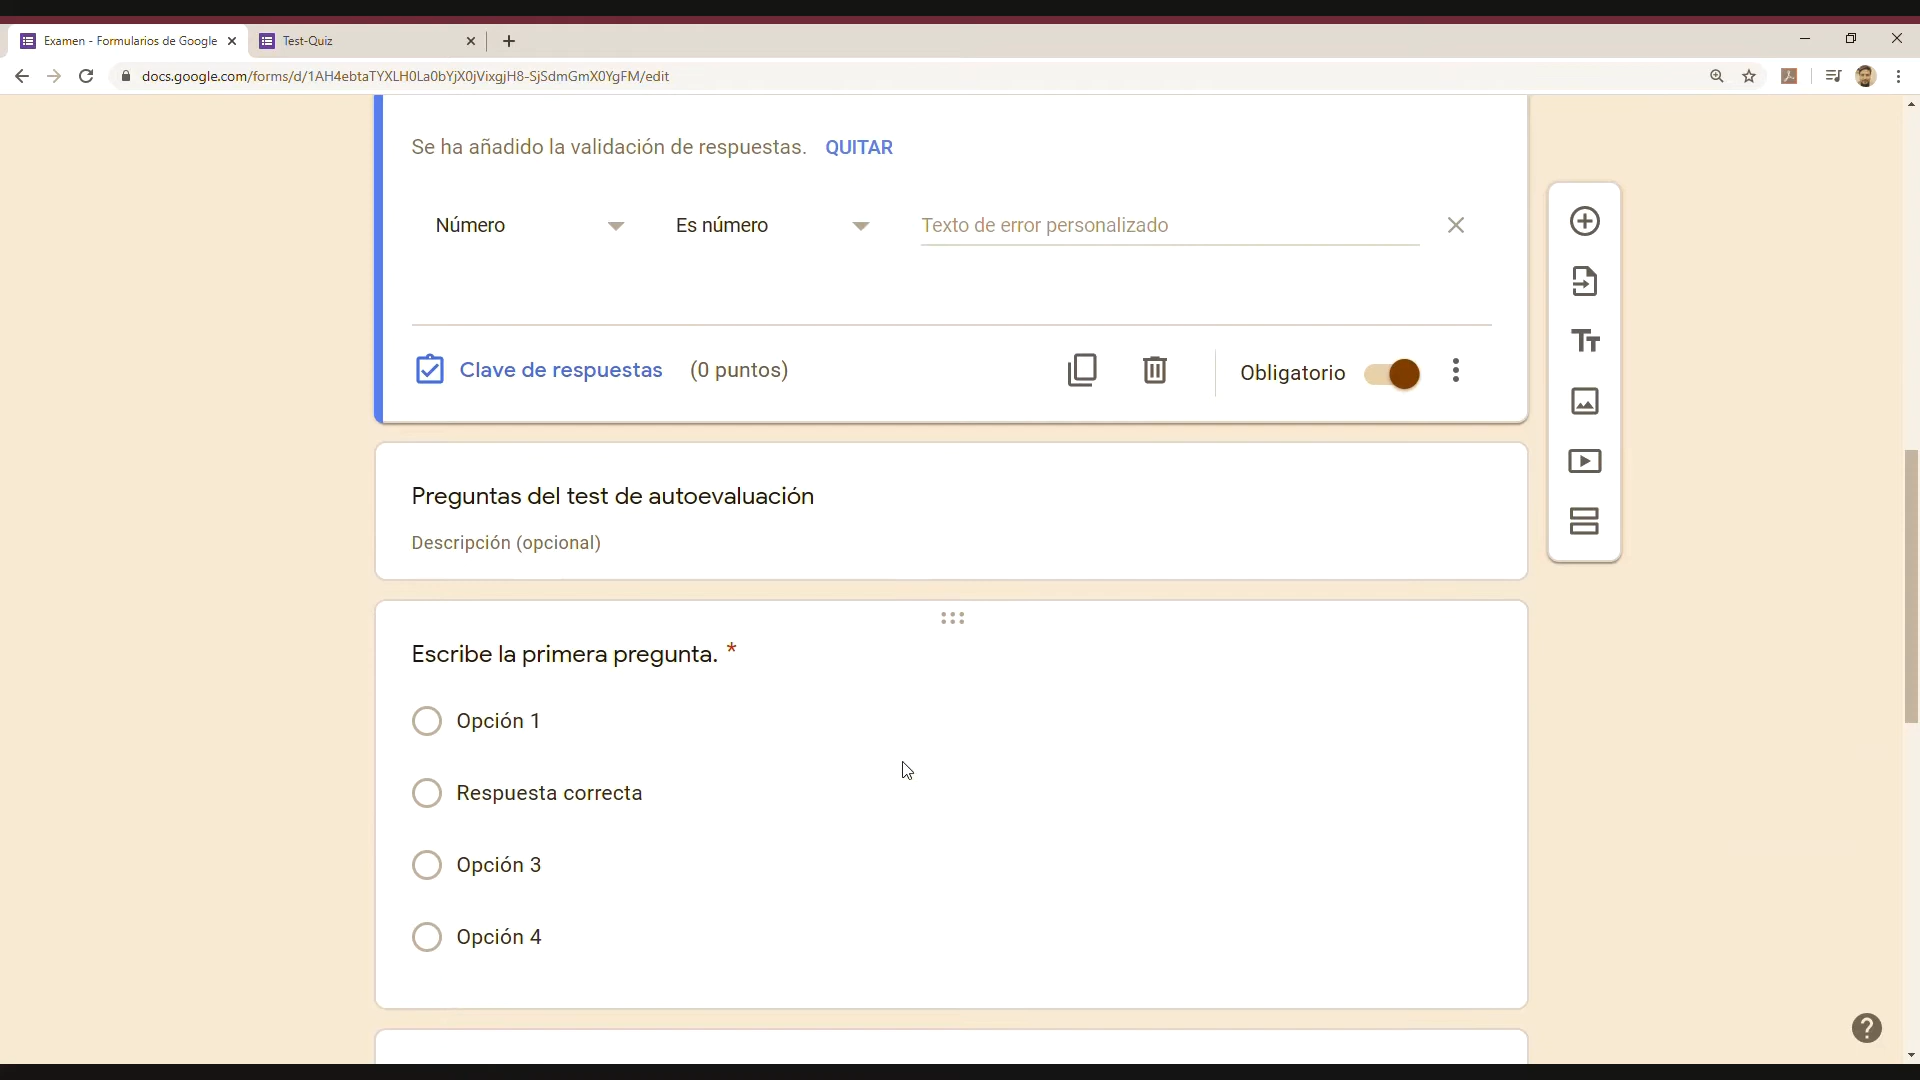 Examen - Formularios de Google
Test-Quiz
docs.google.com/forms/d/1AH4ebtaTYXLH0La0bYjX0jVixgjH8-SjSdmGmX0YgFM/edit
Se ha añadido la validación de respuestas. QUITAR
Número Es número Texto de error personalizado
Clave de respuestas (0 puntos) Obligatorio
Preguntas del test de autoevaluación
Descripción (opcional)
Escribe la primera pregunta. *
Opción 1
Respuesta correcta
Opción 3
Opción 4